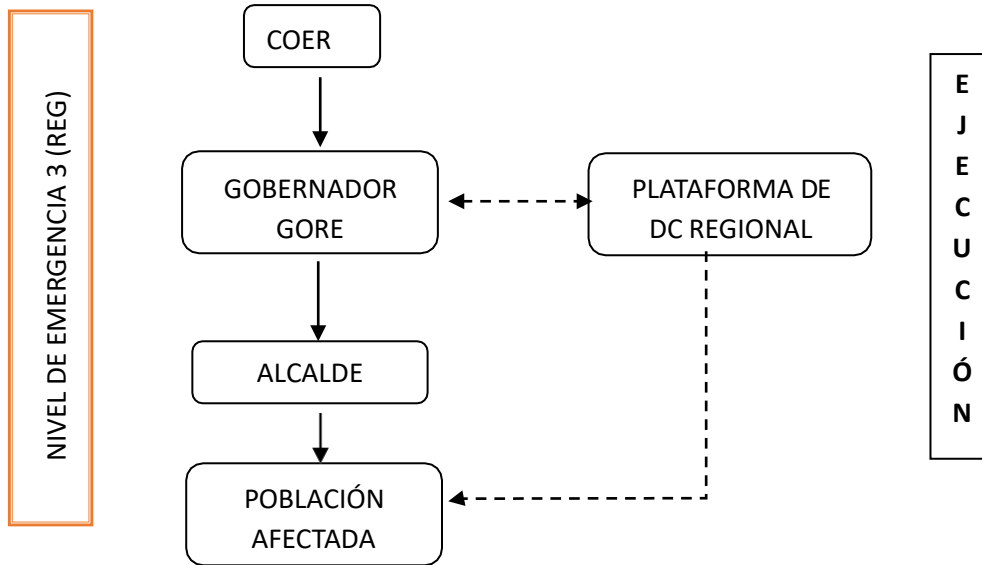 NIVEL DE EMERGENCIA 3 (REG)
COER
GOBERNADOR
GORE
PLATAFORMA DE
DC REGIONAL
ALCALDE
POBLACIÓN
AFECTADA
E
J
E
C
U
C
I
Ó
N